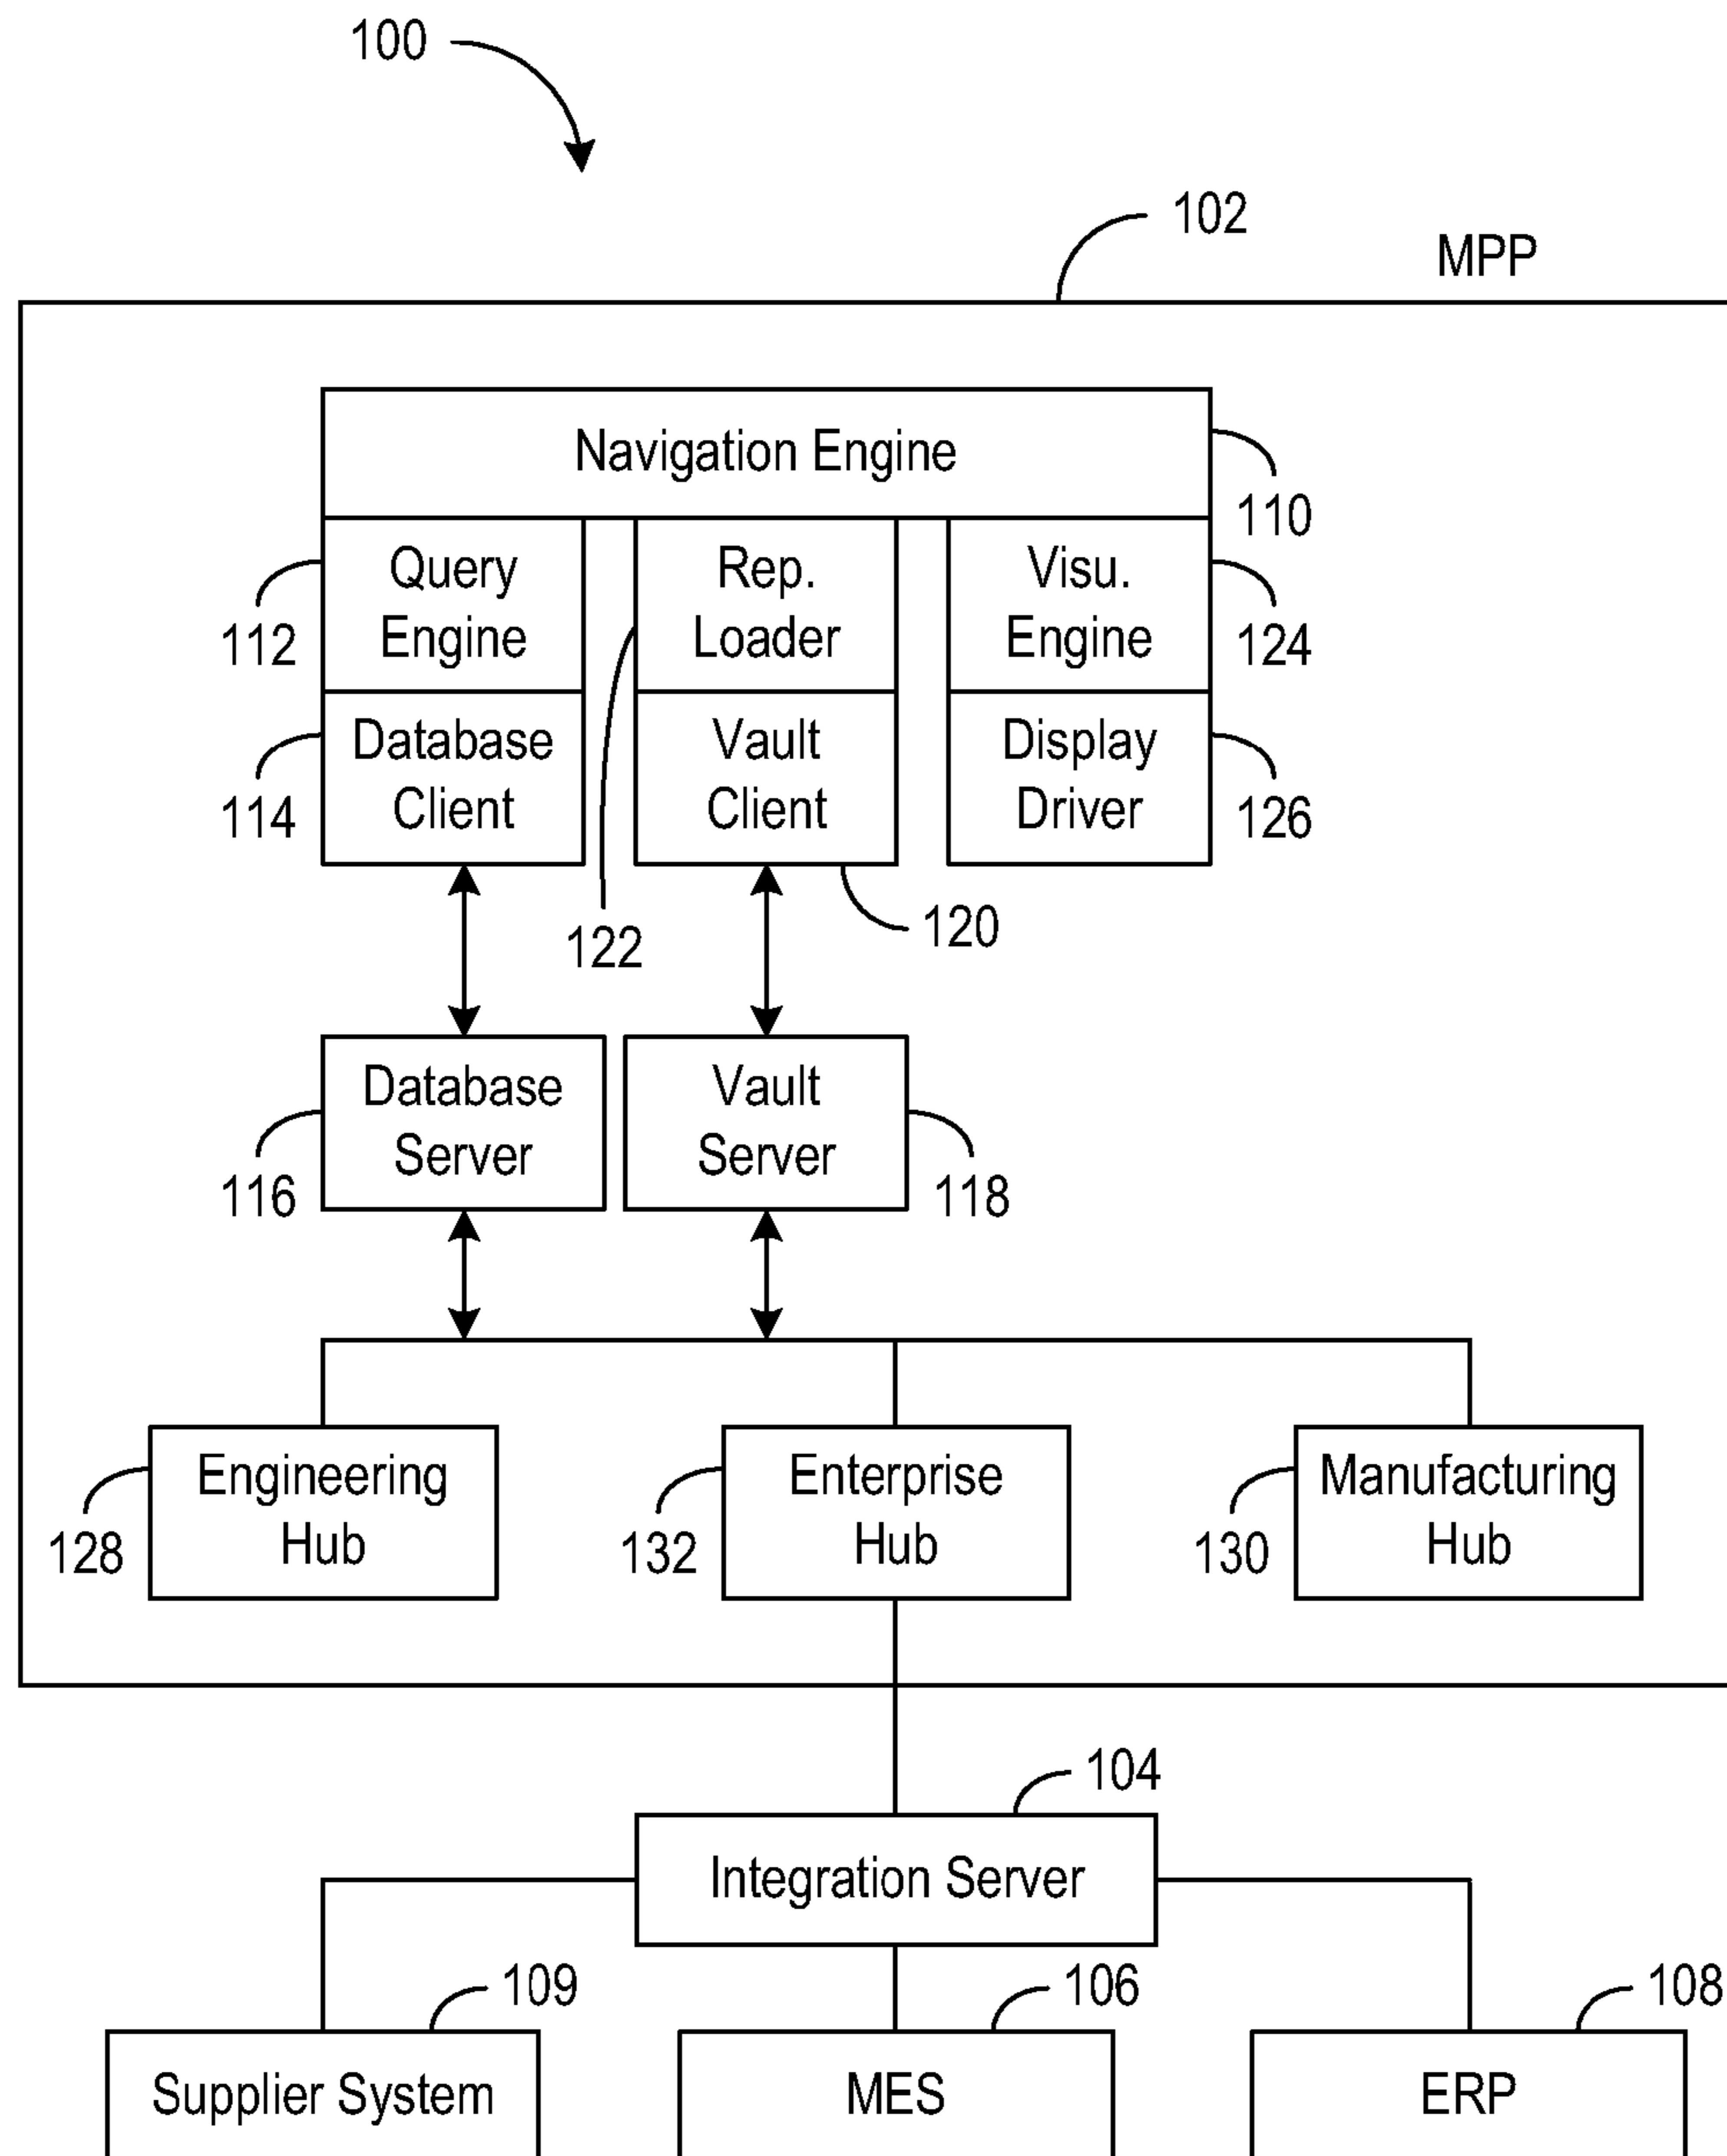 100
102
MPP
Navigation Engine
110
Query
Engine
Rep.
Loader
Visu.
Engine
112
124
Database
Client
Vault
Client
Display
Driver
114
126
122
120
Database
Server
Vault
Server
116
118
Engineering
Hub
Enterprise
Hub
Manufacturing
Hub
128
132
130
104
Integration Server
109
106
108
Supplier System
MES
ERP